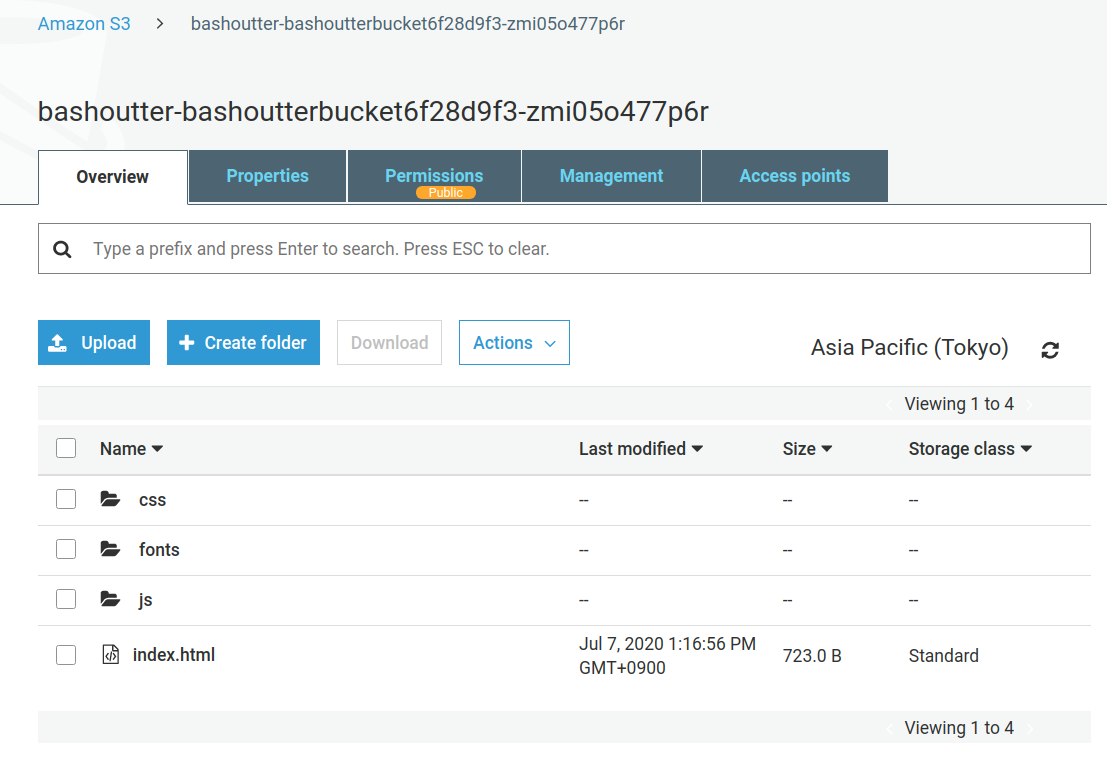 Amazon S3 > bashoutter-bashoutterbucket6f28d9f3-zmi05o477p6r
bashoutter-bashoutterbucket6f28d9f3-zmi05o477p6r
Overview Properties Permissions Management Access points
Public
Type a prefix and press Enter to search. Press ESC to clear.
Upload Create folder Download Actions Asia Pacific (Tokyo)
Viewing 1 to 4
Name Last modified Size Storage class
css -- -- --
fonts -- -- --
js -- -- --
index.html Jul 7, 2020 1:16:56 PM 723.0 B Standard
GMT+0900
Viewing 1 to 4